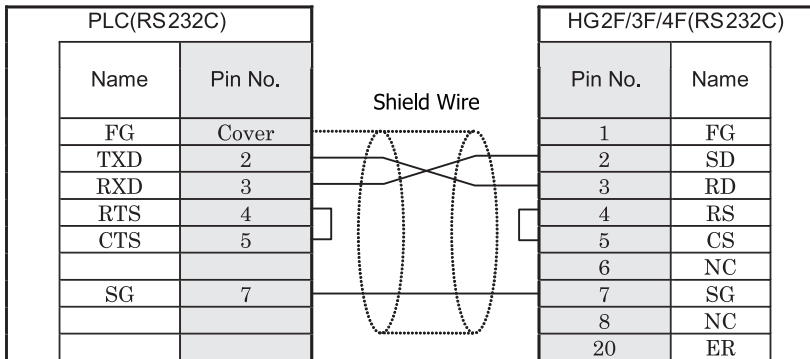 PLC(RS232C) HG2F/3F/4F(RS232C)
Name Pin No. Pin No. Name
Shield Wire
FG Cover 1 FG
TXD 2 2 SD
RXD 3 3 RD
RTS 4 4 RS
CTS 5 5 CS
6 NC
SG 7 7 SG
8 NC
20 ER